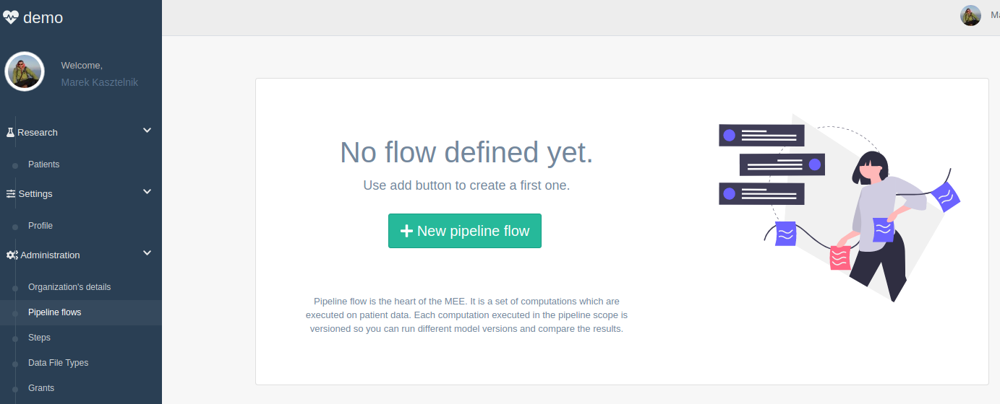 demo
Welcome,
Marek Kasztelnik
Research
Patients
Settings
Profile
Administration
Organization's details
Pipeline flows
Steps
Data File Types
Grants
No flow defined yet.
Use add button to create a first one.
New pipeline flow
Pipeline flow is the heart of the MEE. It is a set of computations which are
executed on patient data. Each computation executed in the pipeline scope is
versioned so you can run different model versions and compare the results.